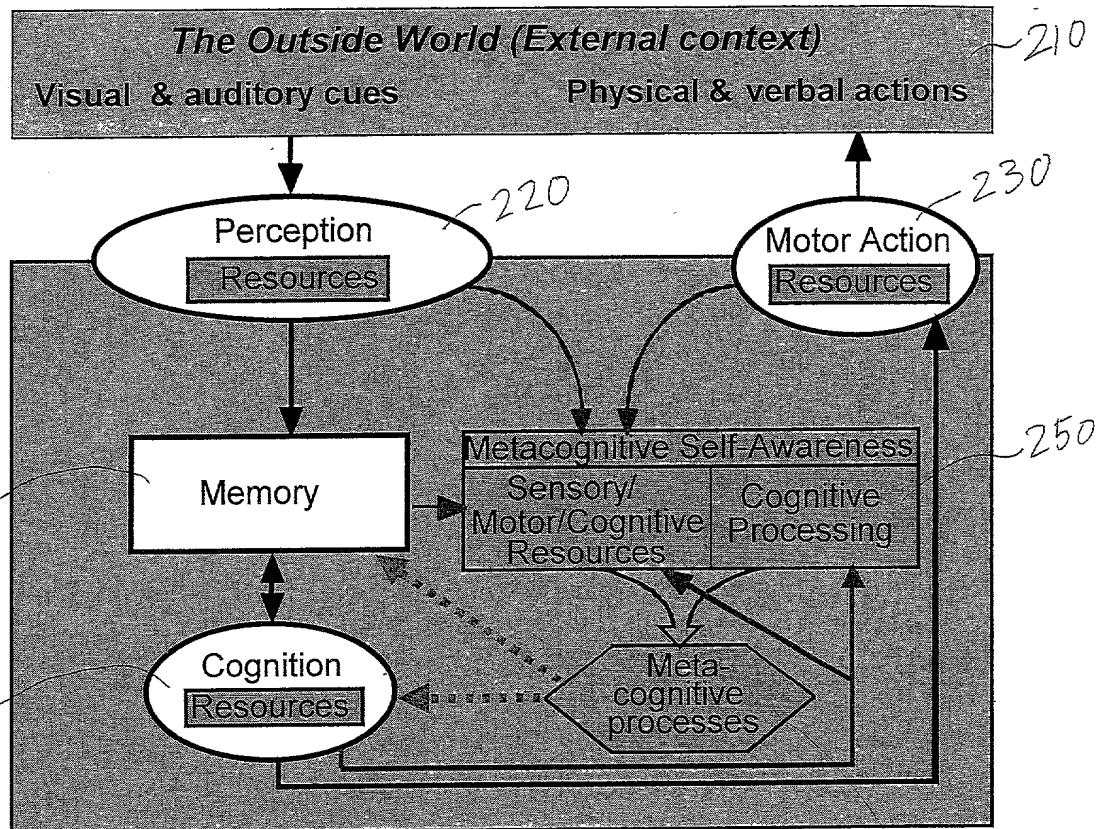 The Outside World (External context)
210
Visual & auditory cues
Physical & verbal actions
220
230
Perception
Resources
Motor Action
Resources
250
Metacognitive Self-Awareness
Memory
Sensory/
Motor/Cognitive
Resources
Cognitive
Processing
Cognition
Resources
Meta-
cognitive
processes